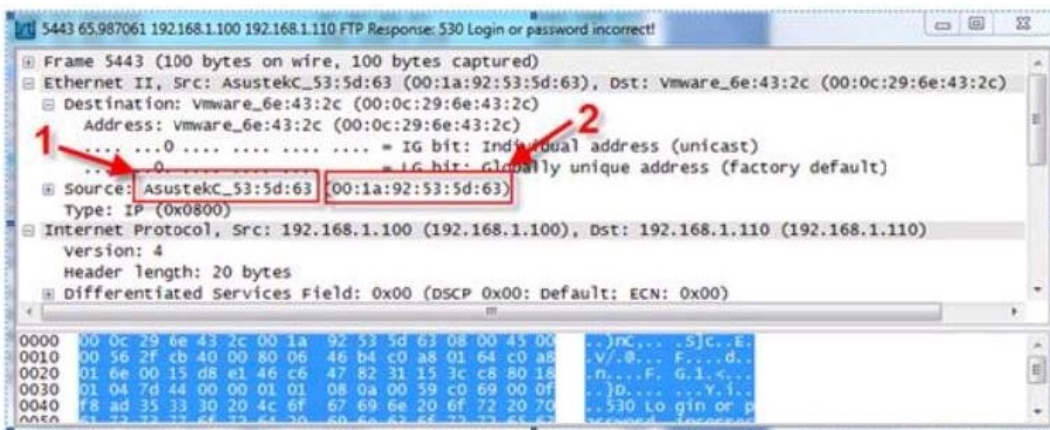 5443 65.987061 192.168.1.100 192.168.1.110 FTP Response: 530 Login or password incorrect!
Frame 5443 (100 bytes on wire, 100 bytes captured)
Ethernet II, Src: AsustekC_53:5d:63 (00:1a:92:53:5d:63), Dst: Vmware_6e:43:2c (00:0c:29:6e:43:2c)
Destination: Vmware_6e:43:2c (00:0c:29:6e:43:2c)
Address: Vmware_6e:43:2c (00:0c:29:6e:43:2c)
1
2
.... ...0 .... .... .... .... = IG bit: Individual address (unicast)
.... ..0. .... .... .... .... = LG bit: Globally unique address (factory default)
Source: AsustekC_53:5d:63 (00:1a:92:53:5d:63)
Type: IP (0x0800)
Internet Protocol, Src: 192.168.1.100 (192.168.1.100), Dst: 192.168.1.110 (192.168.1.110)
Version: 4
Header length: 20 bytes
Differentiated Services Field: 0x00 (DSCP 0x00: Default; ECN: 0x00)
0000 00 0c 29 6e 43 2c 00 1a 92 53 5d 63 08 00 45 00 ..)nC,.. .S]c..E.
0010 00 56 2f cb 40 00 80 06 46 b4 c0 a8 01 64 c0 a8 .V/.@... F....d..
0020 01 6e 00 15 d8 e1 46 c6 47 82 31 15 3c c8 80 18 .n....F. G.1.<...
0030 01 04 7d 44 00 00 01 01 08 0a 00 59 c0 69 00 0f ..}D.... ...Y.i..
0040 f8 ad 35 33 30 20 4c 6f 67 69 6e 20 6f 72 20 70 ..530 Lo gin or p
0050